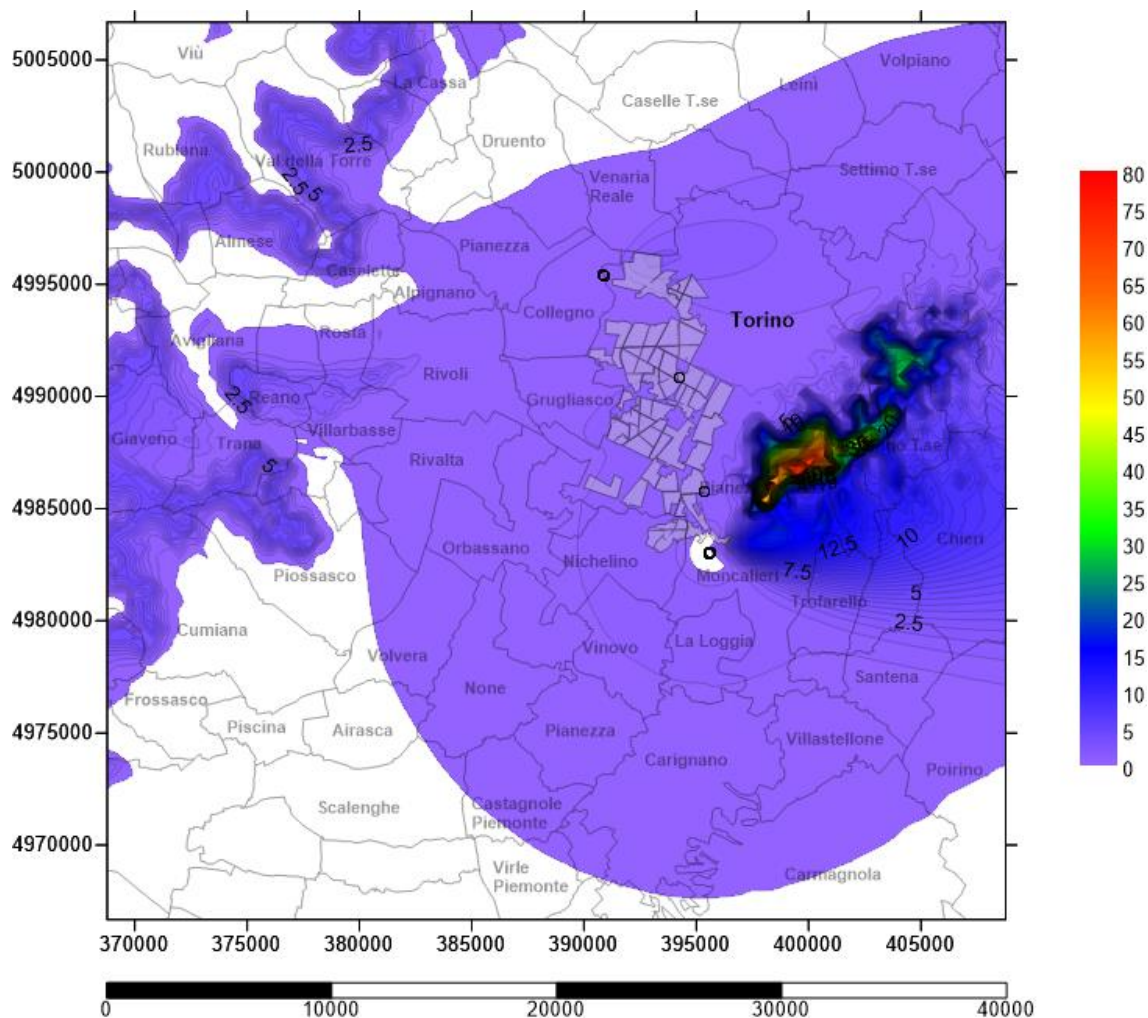 5005000
5000000
4995000
4990000
4985000
4980000
4975000
4970000
Viù
La Cassa
Volpiano
Leinì
Caselle T.se
Druento
Rubiana
Val della Torre
2.5
2.5
5
Venaria
Reale
Settimo T.se
Almese
Pianezza
Caselette
Alpignano
Collegno
Torino
Avigliana
Rosta
Rivoli
Reano
2.5
Grugliasco
Giaveno
Trana
Villarbasse
5
Rivalta
Orbassano
Nichelino
Moncalieri
12.5
10
Chieri
7.5
5
2.5
Trofarello
Piossasco
Cumiana
Volvera
Vinovo
La Loggia
Santena
None
Frossasco
Piscina
Airasca
Pianezza
Villastellone
Carignano
Poirino
Scalenghe
Castagnole
Piemonte
Virle
Piemonte
Carmagnola
370000 375000 380000 385000 390000 395000 400000 405000
0 10000 20000 30000 40000
80
75
70
65
60
55
50
45
40
35
30
25
20
15
10
5
0